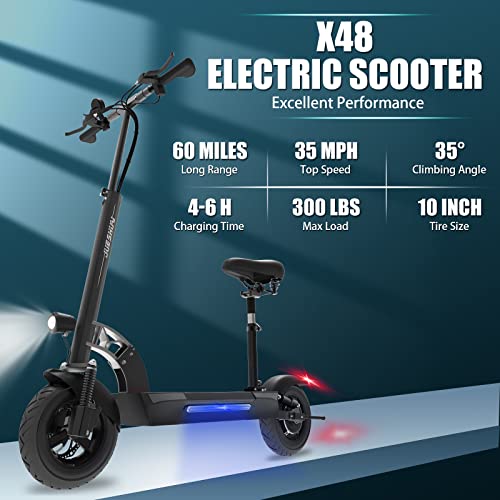 X48
ELECTRIC SCOOTER
Excellent Performance
60 MILES
Long Range
35 MPH
Top Speed
35°
Climbing Angle
4-6 H
Charging Time
300 LBS
Max Load
10 INCH
Tire Size